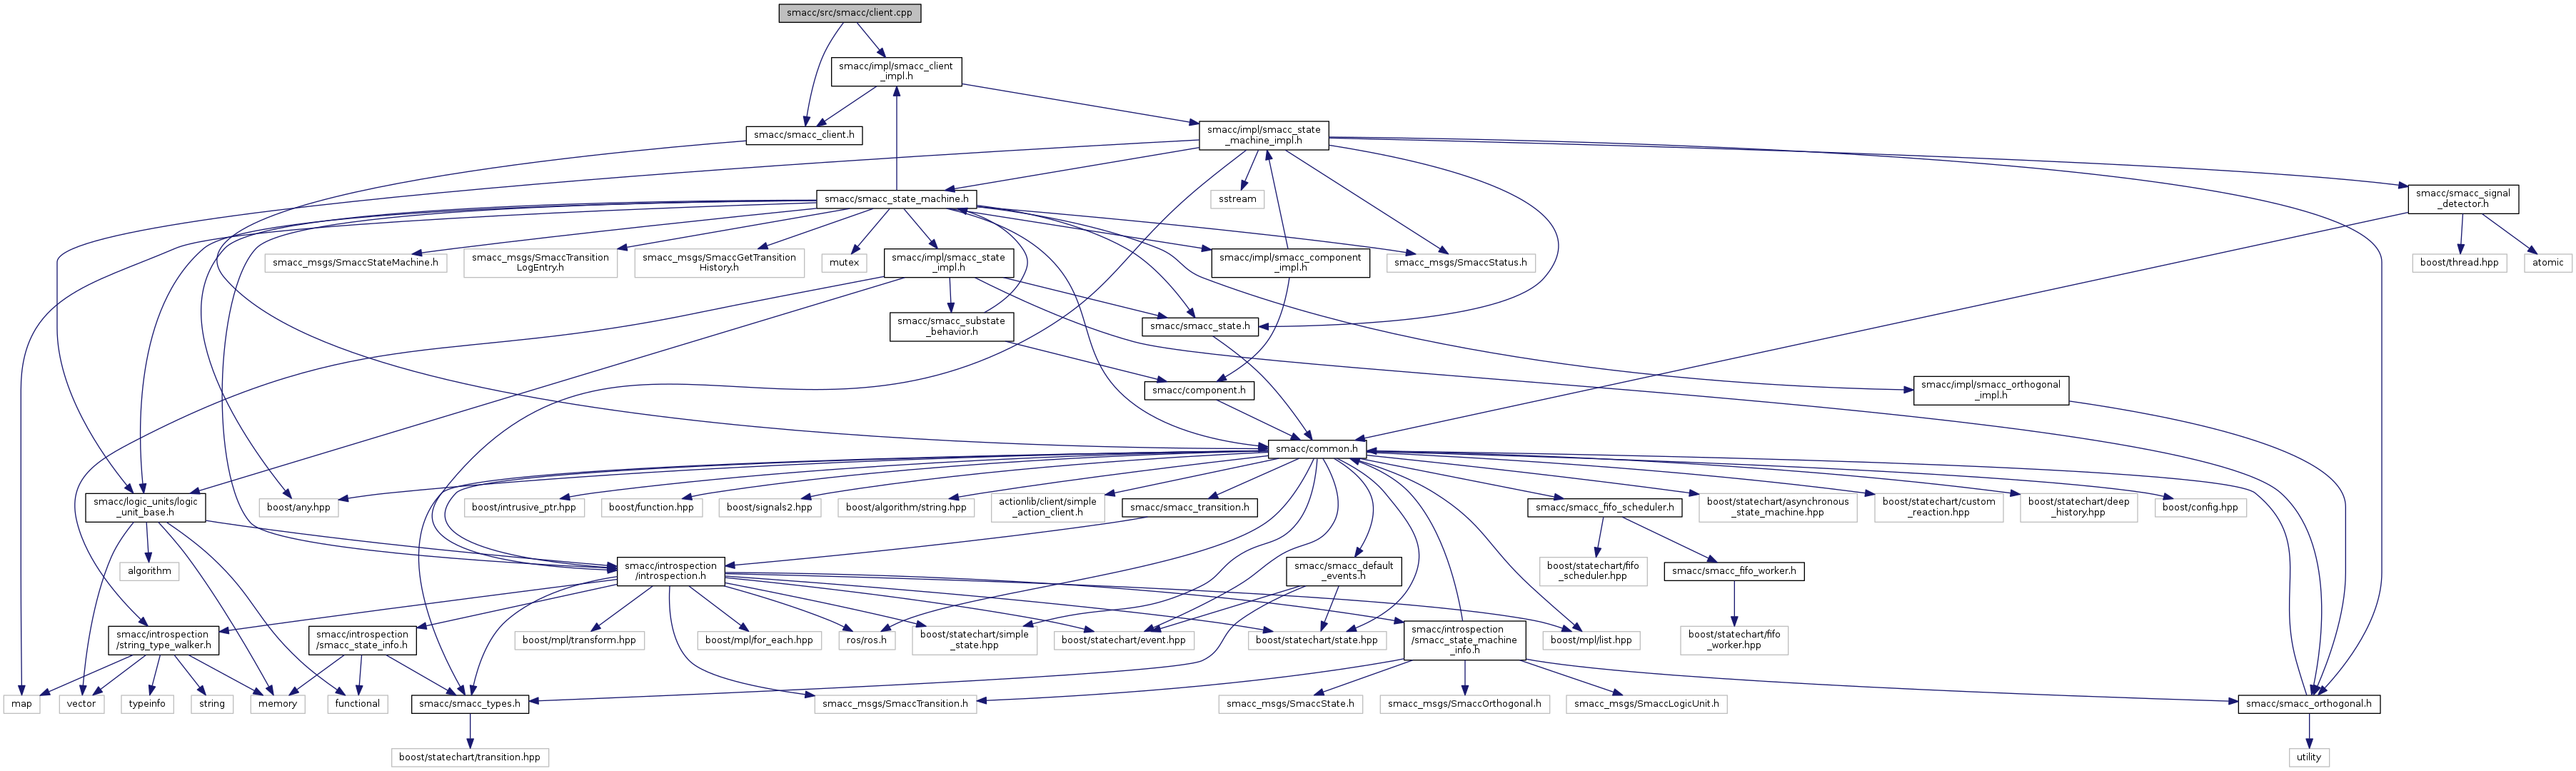 smacc/src/smacc/client.cpp
smacc/impl/smacc_client
_impl.h
smacc/smacc_client.h
smacc/impl/smacc_state
_machine_impl.h
smacc/smacc_state_machine.h
sstream
smacc/smacc_signal
_detector.h
smacc_msgs/SmaccStateMachine.h
smacc_msgs/SmaccTransition
LogEntry.h
smacc_msgs/SmaccGetTransition
History.h
mutex
smacc/impl/smacc_state
_impl.h
smacc/impl/smacc_component
_impl.h
smacc_msgs/SmaccStatus.h
boost/thread.hpp
atomic
smacc/smacc_substate
_behavior.h
smacc/smacc_state.h
smacc/component.h
smacc/impl/smacc_orthogonal
_impl.h
smacc/common.h
smacc/logic_units/logic
_unit_base.h
boost/any.hpp
boost/intrusive_ptr.hpp
boost/function.hpp
boost/signals2.hpp
boost/algorithm/string.hpp
actionlib/client/simple
_action_client.h
smacc/smacc_transition.h
smacc/smacc_fifo_scheduler.h
boost/statechart/asynchronous
_state_machine.hpp
boost/statechart/custom
_reaction.hpp
boost/statechart/deep
_history.hpp
boost/config.hpp
algorithm
smacc/introspection
/introspection.h
smacc/smacc_default
_events.h
boost/statechart/fifo
_scheduler.hpp
smacc/smacc_fifo_worker.h
smacc/introspection
/string_type_walker.h
smacc/introspection
/smacc_state_info.h
boost/mpl/transform.hpp
boost/mpl/for_each.hpp
ros/ros.h
boost/statechart/simple
_state.hpp
boost/statechart/event.hpp
boost/statechart/state.hpp
smacc/introspection
/smacc_state_machine
_info.h
boost/mpl/list.hpp
boost/statechart/fifo
_worker.hpp
map
vector
typeinfo
string
memory
functional
smacc/smacc_types.h
smacc_msgs/SmaccTransition.h
smacc_msgs/SmaccState.h
smacc_msgs/SmaccOrthogonal.h
smacc_msgs/SmaccLogicUnit.h
smacc/smacc_orthogonal.h
boost/statechart/transition.hpp
utility